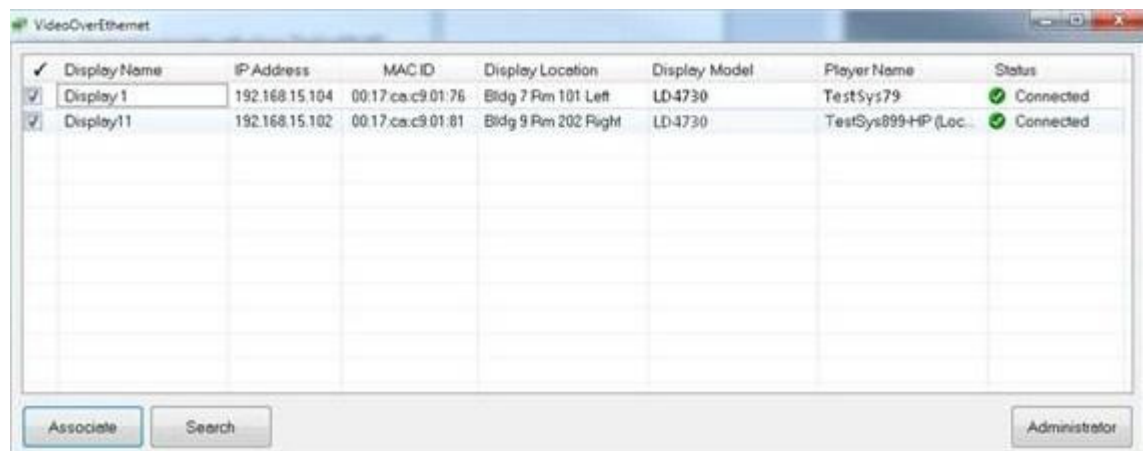 VideoOverEthernet
✓ Display Name IP Address MAC ID Display Location Display Model Player Name Status
Display 1 192.168.15.104 00:17:ca:c9:01:76 Bldg 7 Rm 101 Left LD4730 TestSys79 Connected
Display11 192.168.15.102 00:17:ca:c9:01:81 Bldg 9 Rm 202 Right LD-4730 TestSys899-HP (Loc... Connected
Associate Search Administrator